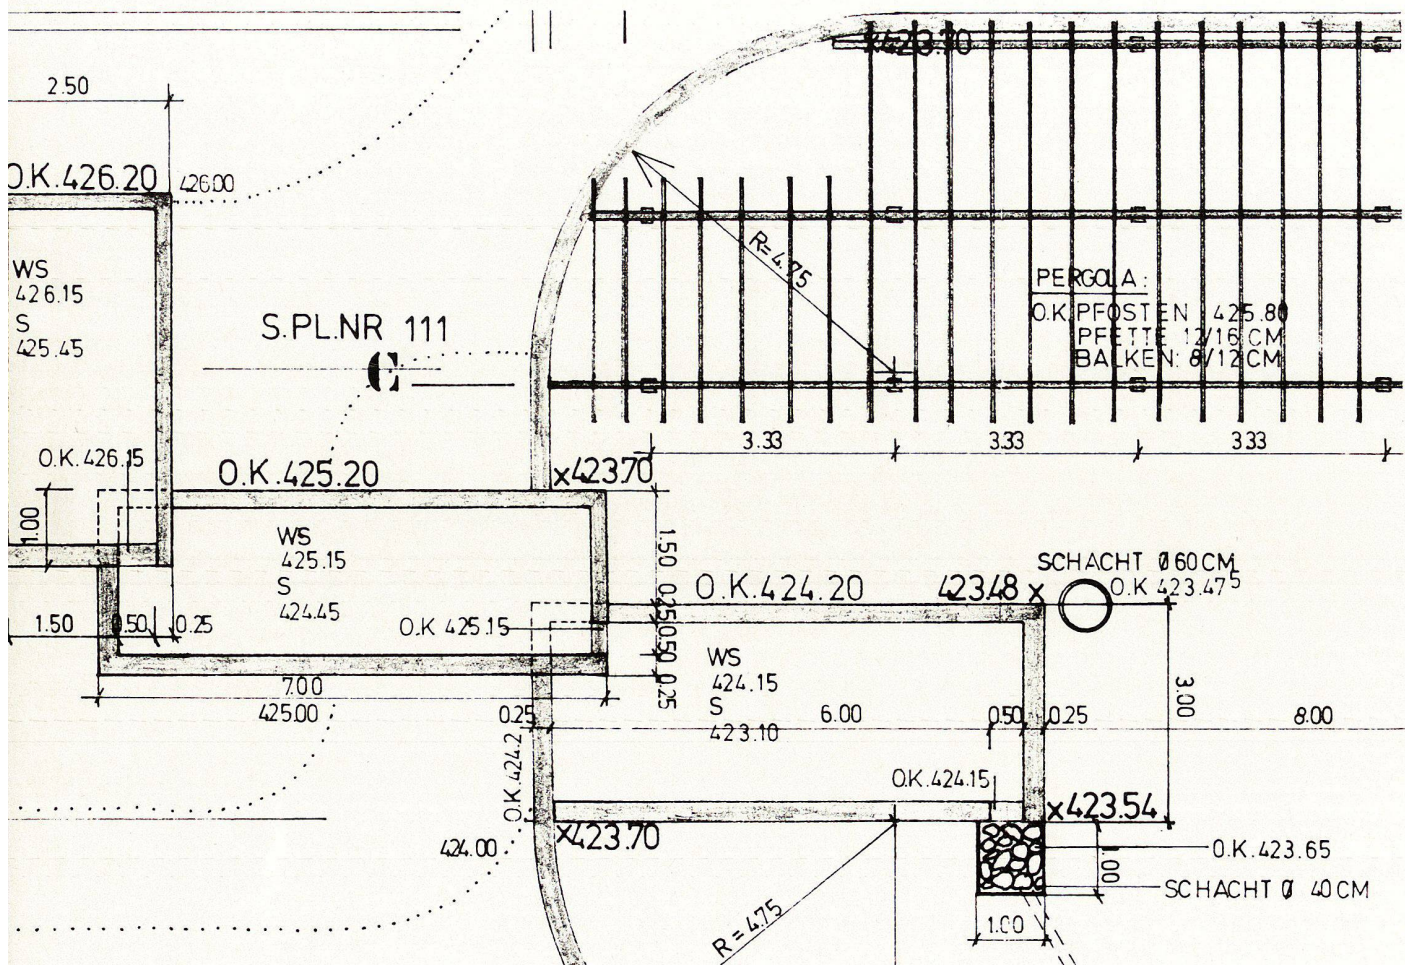 2.50
423.70
O.K.426.20
426.00
WS
426.15
S
425.45
S.PL.NR 111
C
R=4.75
PERGOLA:
O.K. PFOSTEN 425.80
PFETTE 12/16 CM
BALKEN: 8/12 CM
3.33
3.33
3.33
O.K.426.15
O.K.425.20
x423.70
1.00
WS
425.15
S
424.45
1.50
0.25
0.50
0.25
SCHACHT Ø60CM
O.K 423.47⁵
O.K.424.20
423.48 x
1.50
0.50
0.25
O.K 425.15
WS
424.15
S
423.10
7.00
425.00
0.25
6.00
0.50
0.25
3.00
8.00
O.K.424.2
O.K.424.15
x423.54
424.00
x423.70
O.K.423.65
1.00
SCHACHT Ø 40CM
R=4.75
1.00